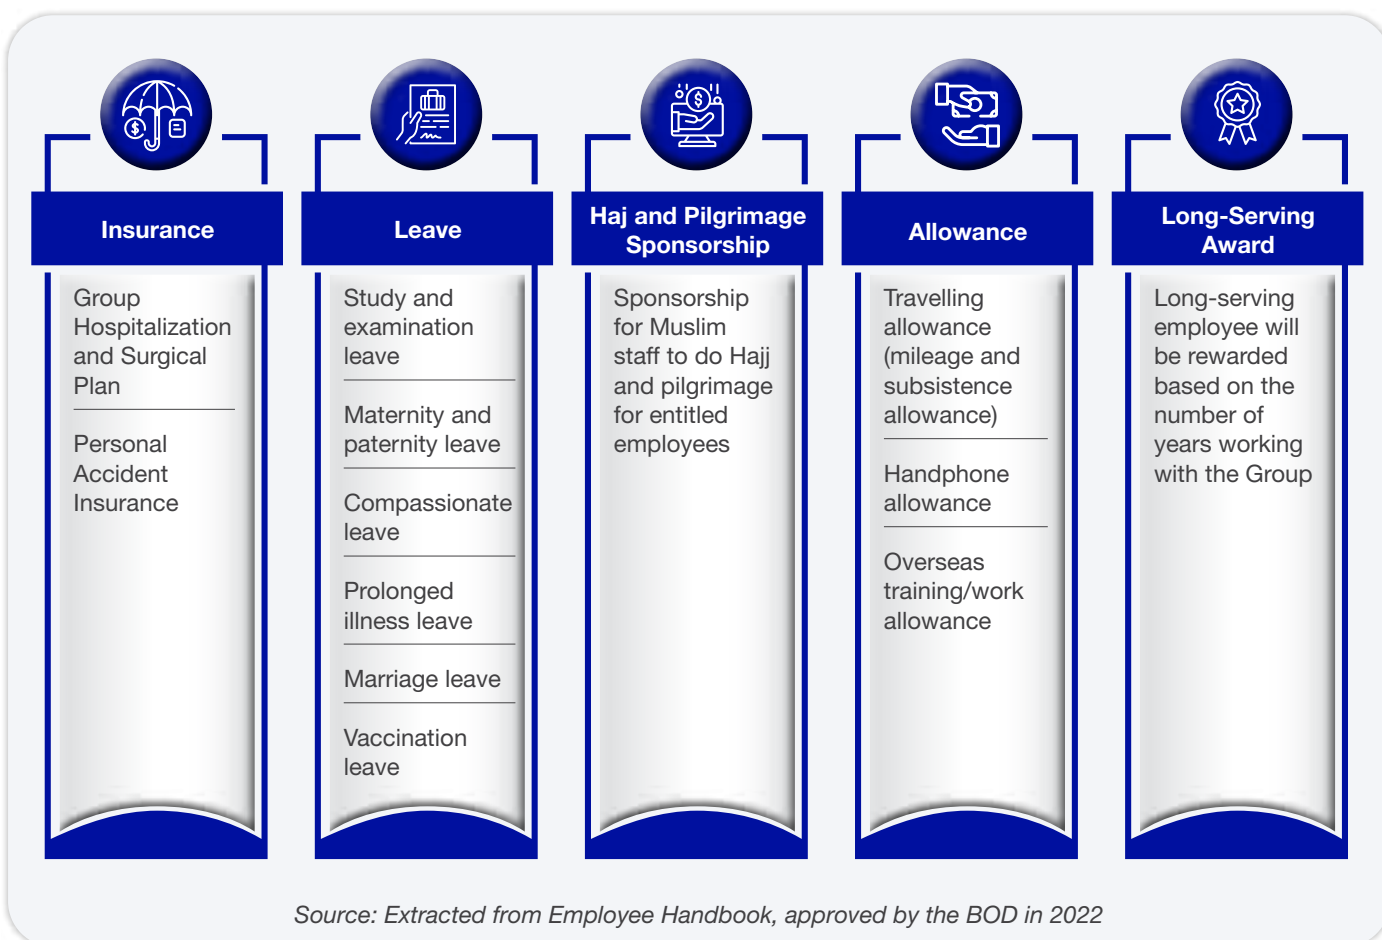 Insurance
Group
Hospitalization
and Surgical
Plan
Personal
Accident
Insurance
Leave
Study and
examination
leave
Maternity and
paternity leave
Compassionate
leave
Prolonged
illness leave
Marriage leave
Vaccination
leave
Haj and Pilgrimage
Sponsorship
Sponsorship
for Muslim
staff to do Hajj
and pilgrimage
for entitled
employees
Allowance
Travelling
allowance
(mileage and
subsistence
allowance)
Handphone
allowance
Overseas
training/work
allowance
Long-Serving
Award
Long-serving
employee will
be rewarded
based on the
number of
years working
with the Group
Source: Extracted from Employee Handbook, approved by the BOD in 2022